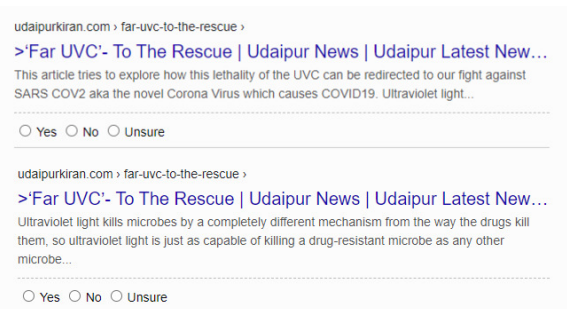 udaipurkiran.com › far-uvc-to-the-rescue ›
>‘Far UVC’- To The Rescue | Udaipur News | Udaipur Latest New...
This article tries to explore how this lethality of the UVC can be redirected to our fight against
SARS COV2 aka the novel Corona Virus which causes COVID19. Ultraviolet light...
Yes No Unsure
udaipurkiran.com › far-uvc-to-the-rescue ›
>‘Far UVC’- To The Rescue | Udaipur News | Udaipur Latest New...
Ultraviolet light kills microbes by a completely different mechanism from the way the drugs kill
them, so ultraviolet light is just as capable of killing a drug-resistant microbe as any other
microbe...
Yes No Unsure